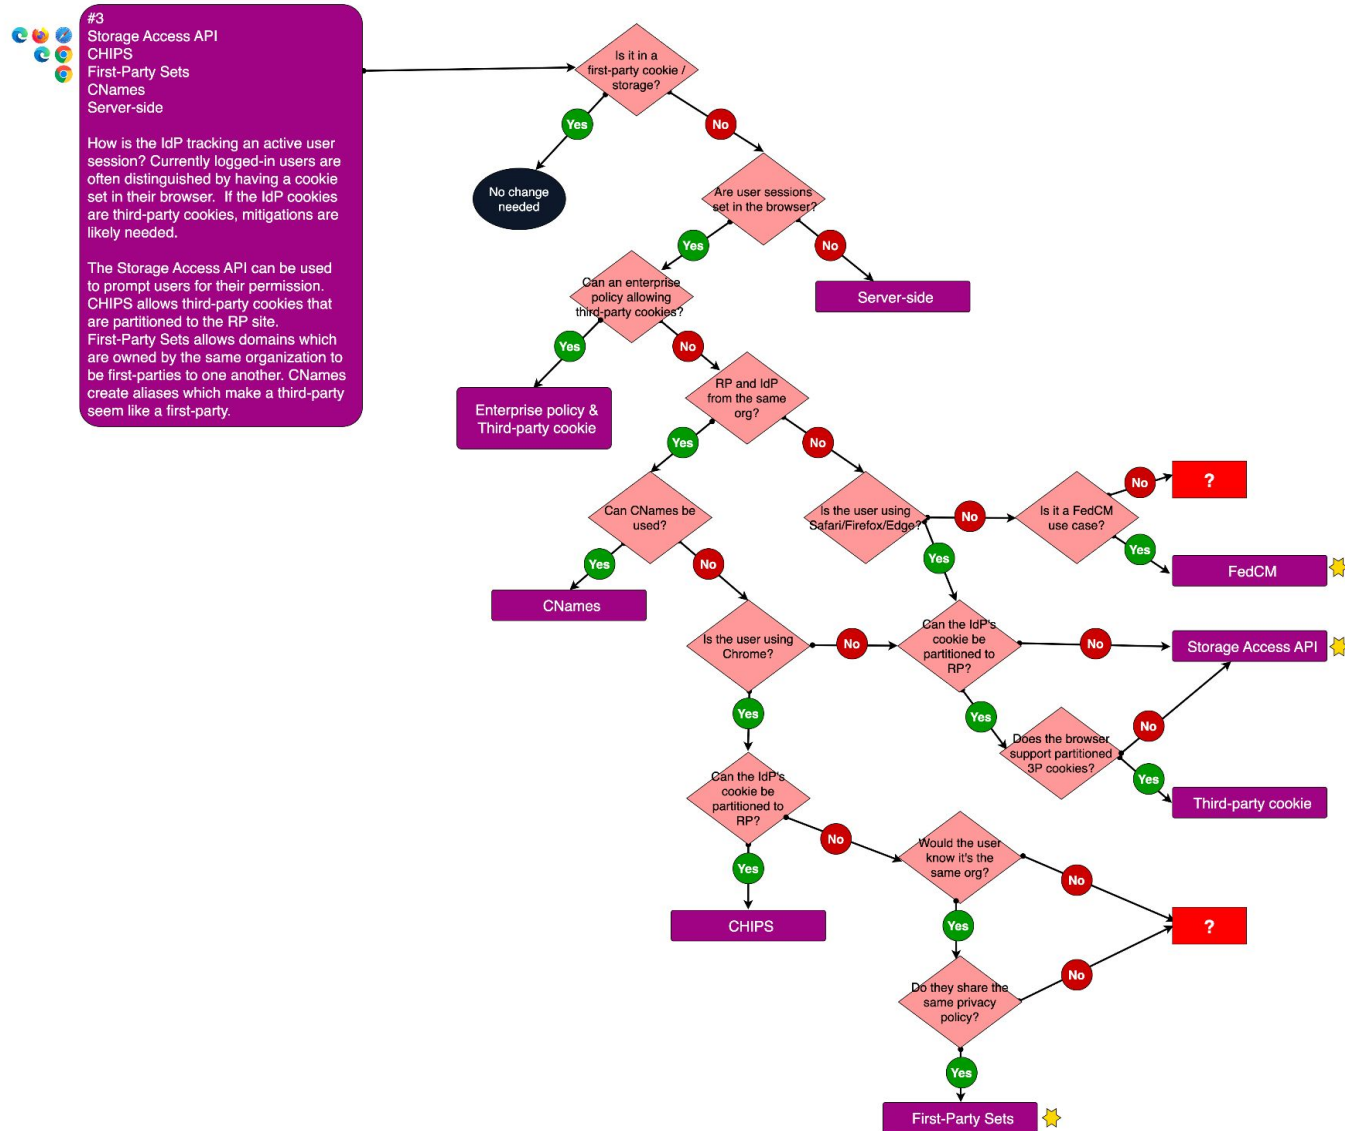 #3
Storage Access API
CHIPS
First-Party Sets
CNames
Server-side
How is the IdP tracking an active user
session? Currently logged-in users are
often distinguished by having a cookie
set in their browser.  If the IdP cookies
are third-party cookies, mitigations are
likely needed.
The Storage Access API can be used
to prompt users for their permission.
CHIPS allows third-party cookies that
are partitioned to the RP site.
First-Party Sets allows domains which
are owned by the same organization to
be first-parties to one another. CNames
create aliases which make a third-party
seem like a first-party.
Is it in a
first-party cookie /
storage?
Yes
No
No change
needed
Are user sessions
set in the browser?
Yes
No
Server-side
Can an enterprise
policy allowing
third-party cookies?
Yes
No
Enterprise policy &
Third-party cookie
RP and IdP
from the same
org?
Yes
No
Can CNames be
used?
Yes
No
CNames
Is the user using
Safari/Firefox/Edge?
No
Yes
Is it a FedCM
use case?
No
?
Yes
FedCM
Is the user using
Chrome?
No
Yes
Can the IdP's
cookie be
partitioned to
RP?
No
Storage Access API
Yes
Does the browser
support partitioned
3P cookies?
No
Yes
Third-party cookie
Can the IdP's
cookie be
partitioned to
RP?
No
Yes
CHIPS
Would the user
know it's the
same org?
No
?
Yes
Do they share the
same privacy
policy?
No
Yes
First-Party Sets